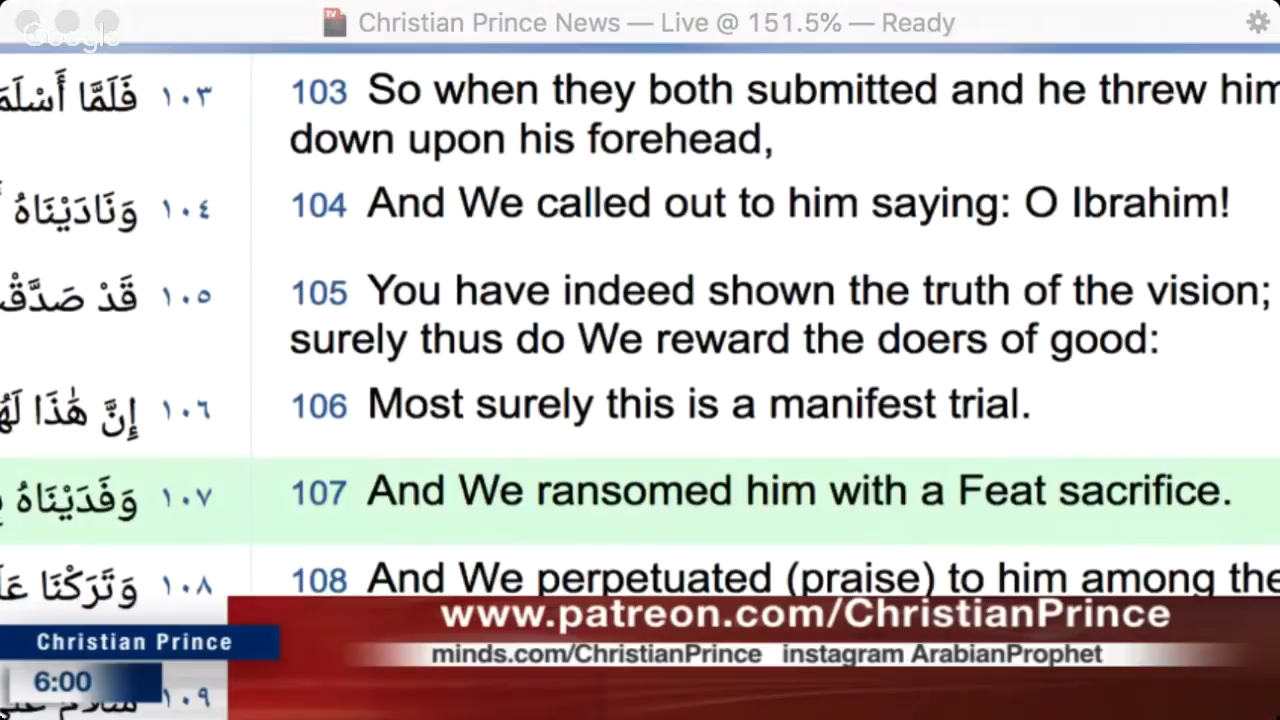 Christian Prince News — Live @ 151.5% — Ready
Google
103 So when they both submitted and he threw him
down upon his forehead,
فَلَمَّا أَسْلَمَ ١٠٣
104 And We called out to him saying: O Ibrahim!
وَنَادَيْنَاهُ ١٠٤
105 You have indeed shown the truth of the vision;
surely thus do We reward the doers of good:
قَدْ صَدَّقْ ١٠٥
106 Most surely this is a manifest trial.
إِنَّ هَٰذَا لَهُ ١٠٦
107 And We ransomed him with a Feat sacrifice.
وَفَدَيْنَاهُ ١٠٧
108 And We perpetuated (praise) to him among the
وَتَرَكْنَا عَلَ ١٠٨
www.patreon.com/ChristianPrince
Christian Prince
minds.com/ChristianPrince instagram ArabianProphet
6:00
١٠٩